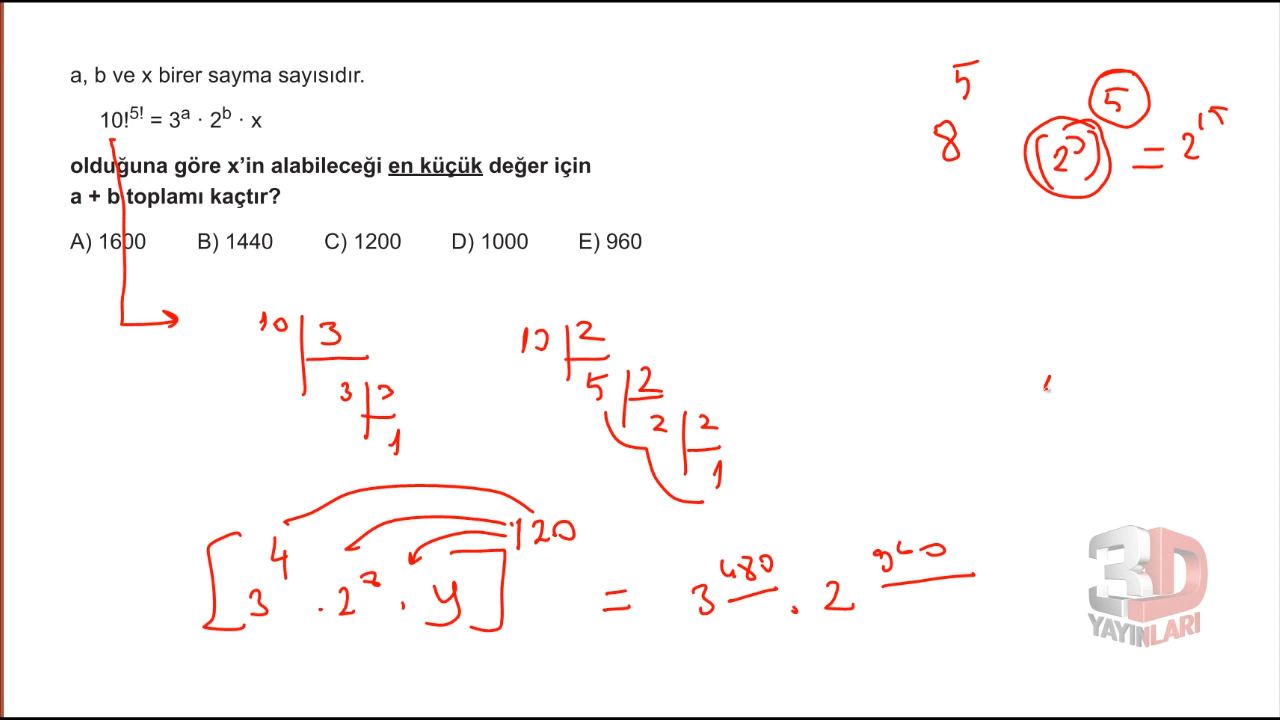 a, b ve x birer sayma sayısıdır.
10!^5! = 3^a · 2^b · x
olduğuna göre x'in alabileceği en küçük değer için
a + b toplamı kaçtır?
A) 1600 B) 1440 C) 1200 D) 1000 E) 960
8^5 (2^3)^5 = 2^15
10 3
3 3
1
10 2
5 2
2 2
1
[3^4 . 2^8 . y]^120 = 3^480 . 2^960
3D
YAYINLARI